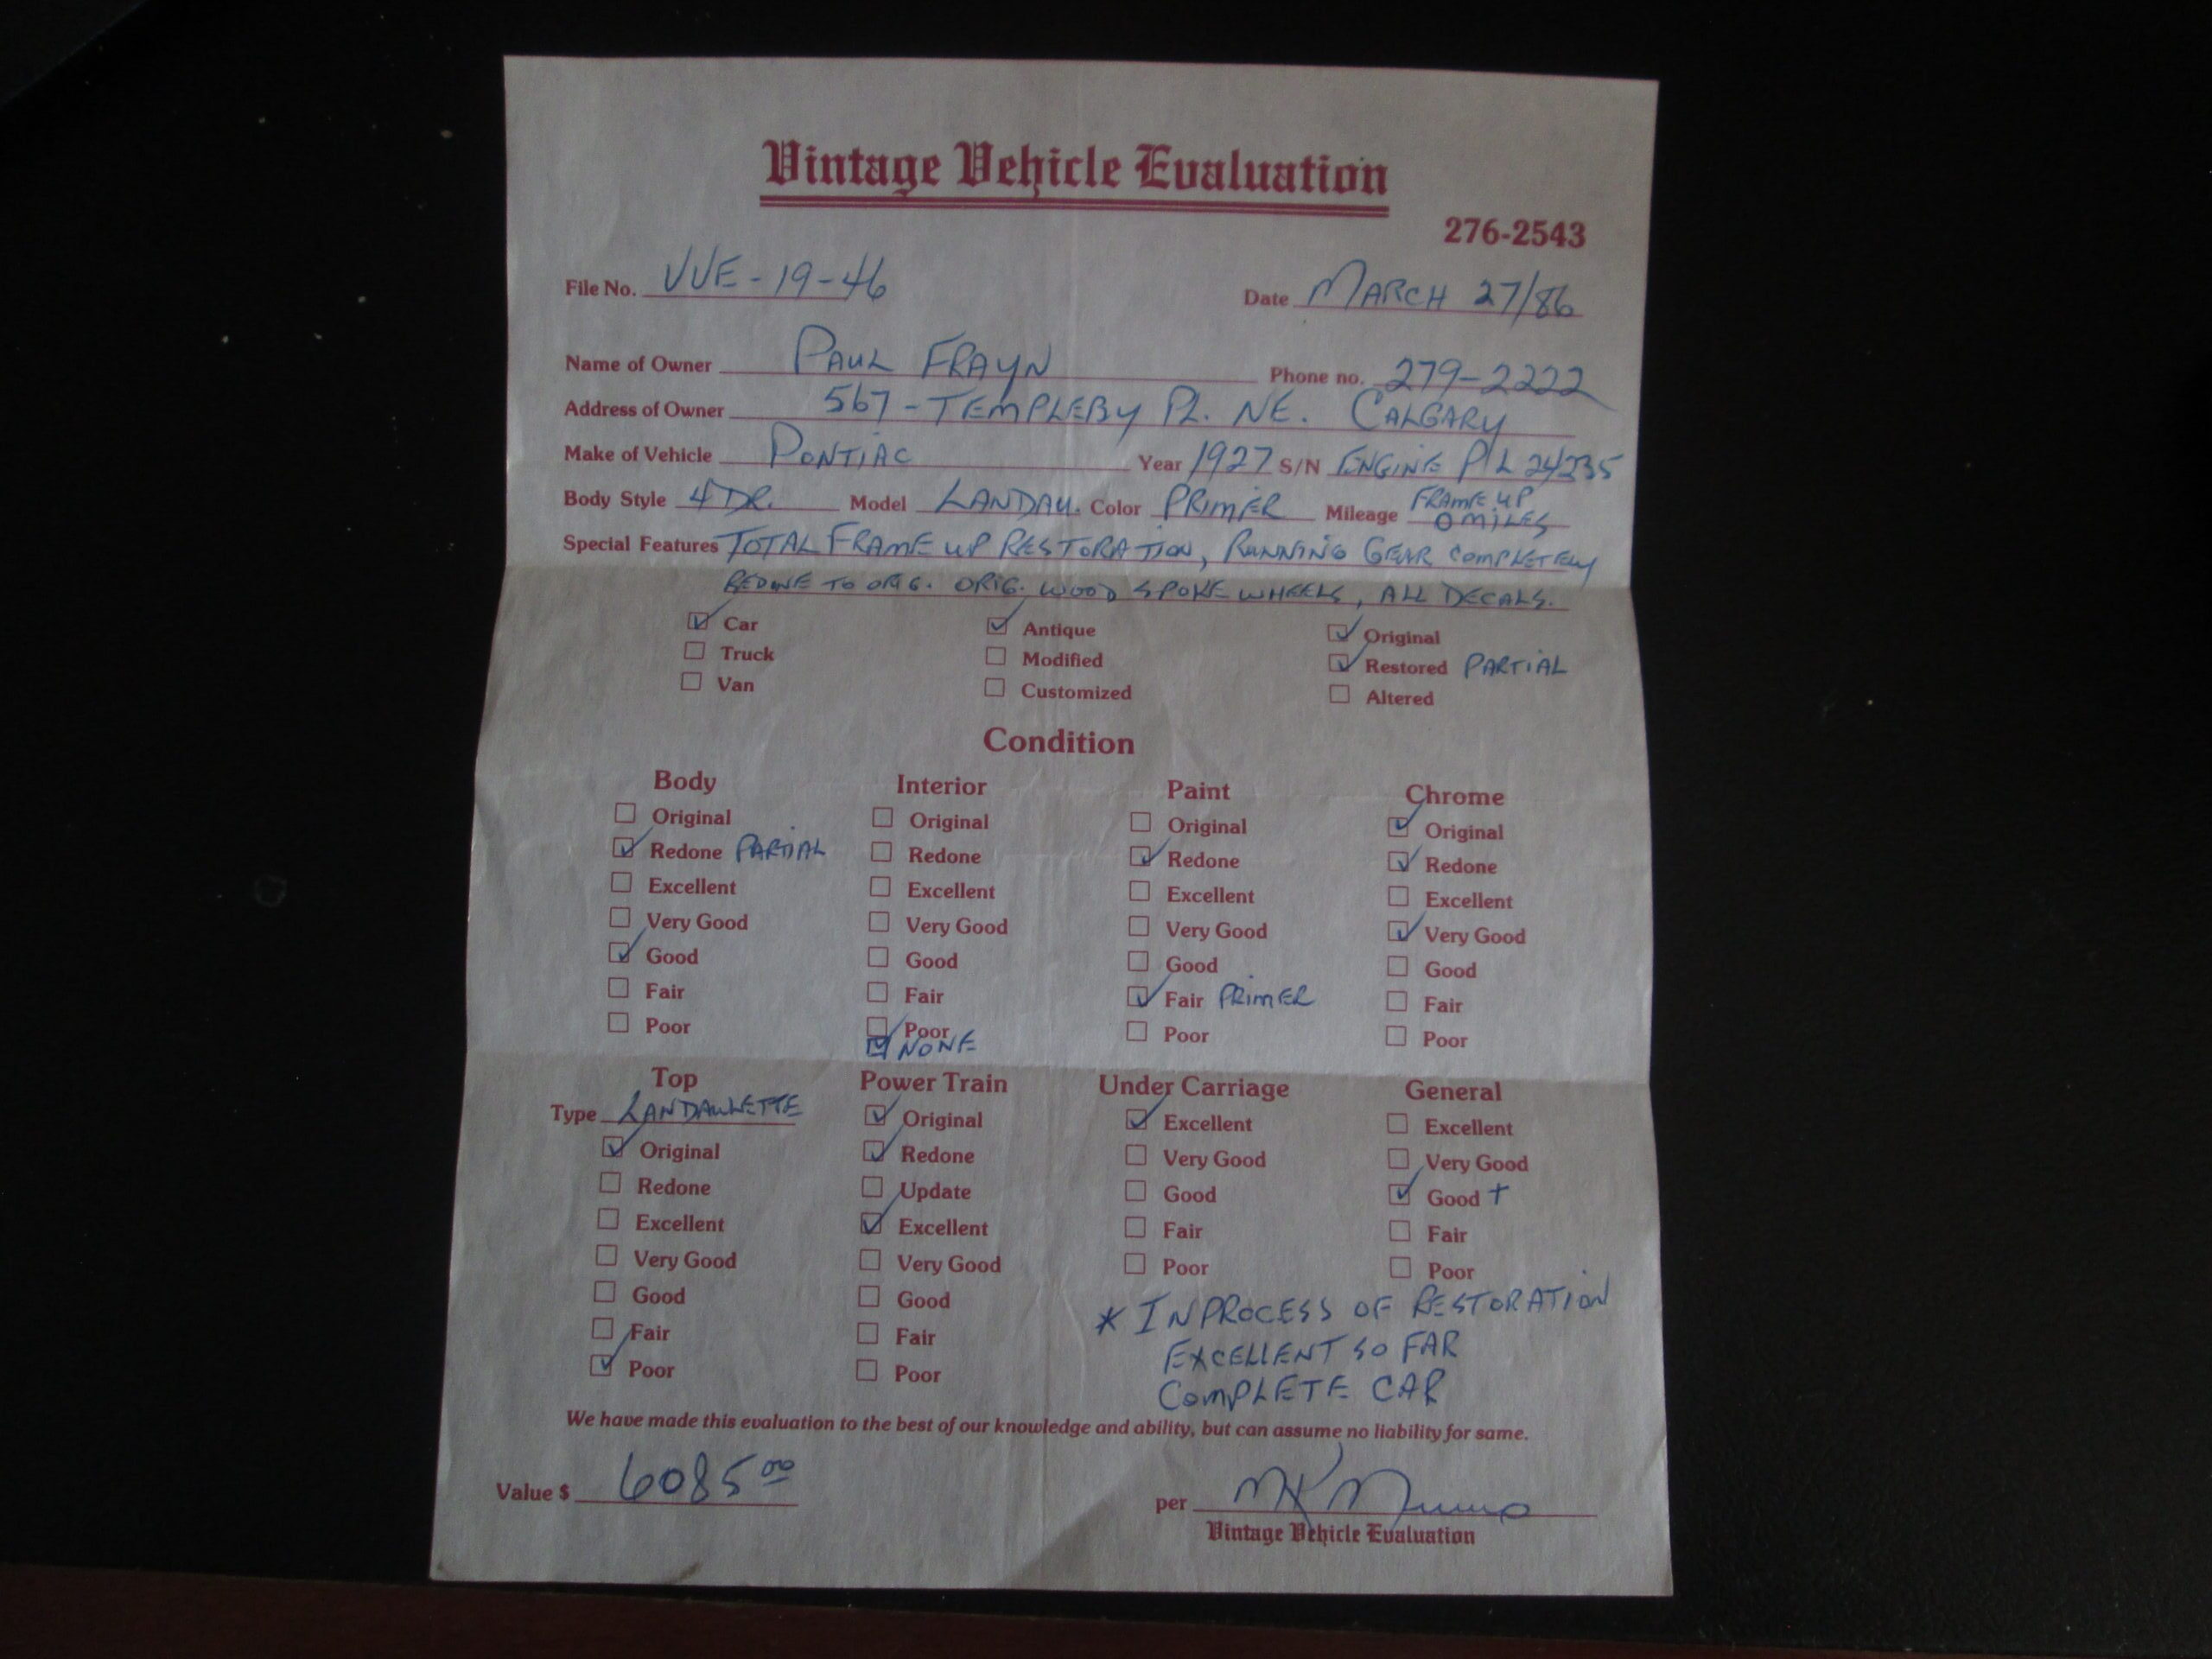 Vintage Vehicle Evaluation
276-2543
File No. VVE-19-46 Date MARCH 27/86
Name of Owner PAUL FRAYN Phone no. 279-2222
Address of Owner 567-TEMPLEBY PL. NE. CALGARY
Make of Vehicle PONTIAC Year 1927 S/N ENGINE P/L 24235
Body Style 4 DR. Model LANDAU. Color PRIMER Mileage FRAME UP 0 MILES
Special Features TOTAL FRAME UP RESTORATION, RUNNING GEAR COMPLETELY
REDONE TO ORIG. ORIG. WOOD SPOKE WHEELS, ALL DECALS.
☑ Car ☑ Antique ☑ Original
☐ Truck ☐ Modified ☑ Restored PARTIAL
☐ Van ☐ Customized ☐ Altered
Condition
Body Interior Paint Chrome
☐ Original ☐ Original ☐ Original ☑ Original
☑ Redone PARTIAL ☐ Redone ☑ Redone ☑ Redone
☐ Excellent ☐ Excellent ☐ Excellent ☐ Excellent
☐ Very Good ☐ Very Good ☐ Very Good ☑ Very Good
☑ Good ☐ Good ☐ Good ☐ Good
☐ Fair ☐ Fair ☑ Fair PRIMER ☐ Fair
☐ Poor ☐ Poor ☐ Poor ☐ Poor
☑ NONE
Top Power Train Under Carriage General
Type LANDAULETTE ☑ Original ☑ Excellent ☐ Excellent
☑ Original ☑ Redone ☐ Very Good ☐ Very Good
☐ Redone ☐ Update ☐ Good ☑ Good +
☐ Excellent ☑ Excellent ☐ Fair ☐ Fair
☐ Very Good ☐ Very Good ☐ Poor ☐ Poor
☐ Good ☐ Good
☐ Fair ☐ Fair
☑ Poor ☐ Poor
* IN PROCESS OF RESTORATION
EXCELLENT SO FAR
COMPLETE CAR
We have made this evaluation to the best of our knowledge and ability, but can assume no liability for same.
Value $ 6085.00 per
Vintage Vehicle Evaluation